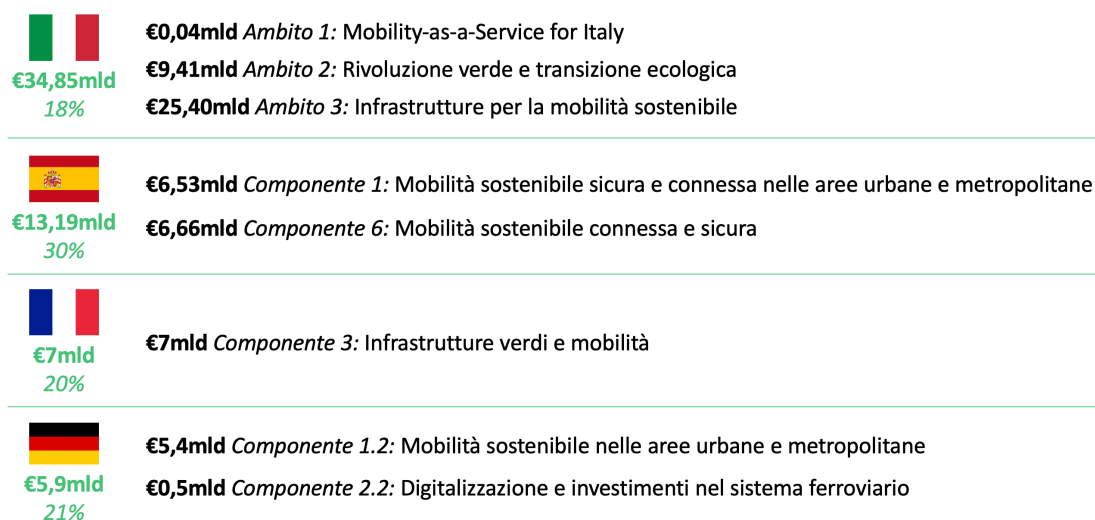 €34,85mld
18%
€0,04mld Ambito 1: Mobility-as-a-Service for Italy
€9,41mld Ambito 2: Rivoluzione verde e transizione ecologica
€25,40mld Ambito 3: Infrastrutture per la mobilità sostenibile
€13,19mld
30%
€6,53mld Componente 1: Mobilità sostenibile sicura e connessa nelle aree urbane e metropolitane
€6,66mld Componente 6: Mobilità sostenibile connessa e sicura
€7mld
20%
€7mld Componente 3: Infrastrutture verdi e mobilità
€5,9mld
21%
€5,4mld Componente 1.2: Mobilità sostenibile nelle aree urbane e metropolitane
€0,5mld Componente 2.2: Digitalizzazione e investimenti nel sistema ferroviario